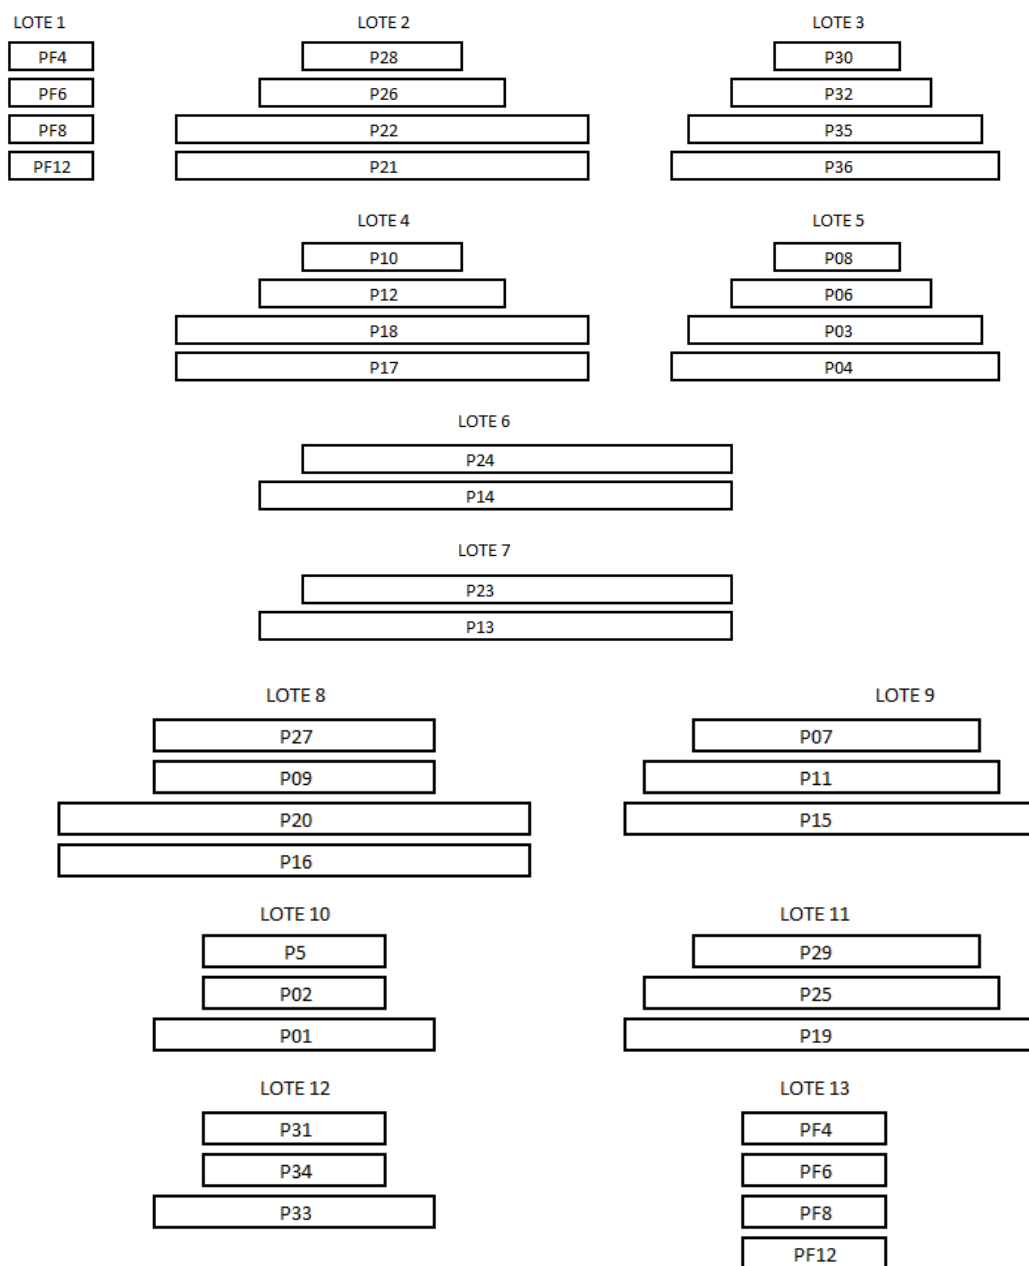 LOTE 1 LOTE 2 LOTE 3
PF4 P28 P30
PF6 P26 P32
PF8 P22 P35
PF12 P21 P36
LOTE 4 LOTE 5
P10 P08
P12 P06
P18 P03
P17 P04
LOTE 6
P24
P14
LOTE 7
P23
P13
LOTE 8 LOTE 9
P27 P07
P09 P11
P20 P15
P16
LOTE 10 LOTE 11
P5 P29
P02 P25
P01 P19
LOTE 12 LOTE 13
P31 PF4
P34 PF6
P33 PF8
PF12